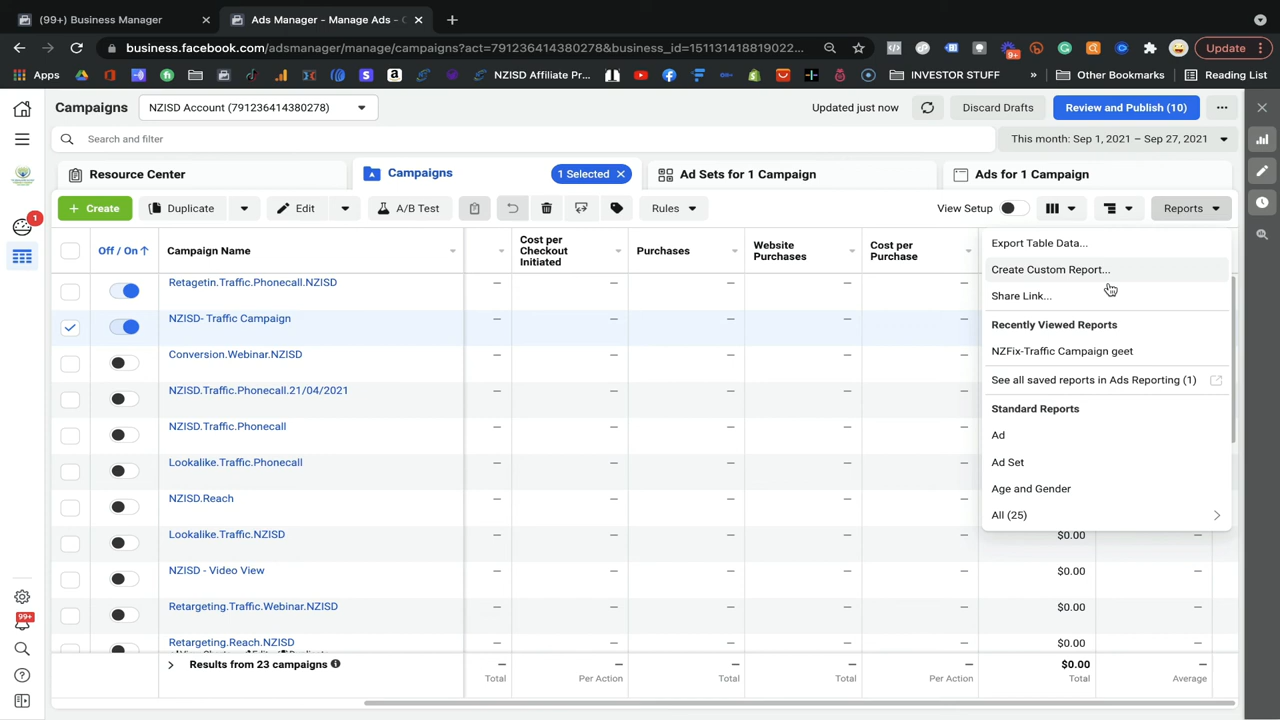 (99+) Business Manager
Ads Manager - Manage Ads - C
business.facebook.com/adsmanager/manage/campaigns?act=791236414380278&business_id=151131418819022...
9+
Update
Apps
NZISD Affiliate Pr...
INVESTOR STUFF
Other Bookmarks
Reading List
Campaigns
NZISD Account (791236414380278)
Updated just now
Discard Drafts
Review and Publish (10)
Search and filter
This month: Sep 1, 2021 – Sep 27, 2021
Resource Center
Campaigns
1 Selected
Ad Sets for 1 Campaign
Ads for 1 Campaign
1
+ Create
Duplicate
Edit
A/B Test
Rules
View Setup
Reports
Off / On
Campaign Name
Cost per Checkout Initiated
Purchases
Website Purchases
Cost per Purchase
Export Table Data...
Create Custom Report...
Share Link...
Recently Viewed Reports
NZFix-Traffic Campaign geet
See all saved reports in Ads Reporting (1)
Standard Reports
Ad
Ad Set
Age and Gender
All (25)
Retagetin.Traffic.Phonecall.NZISD
— — — — —
NZISD- Traffic Campaign
— — — — —
Conversion.Webinar.NZISD
— — — — —
NZISD.Traffic.Phonecall.21/04/2021
— — — — —
NZISD.Traffic.Phonecall
— — — — —
Lookalike.Traffic.Phonecall
— — — — —
NZISD.Reach
— — — — —
Lookalike.Traffic.NZISD
— — — — — $0.00 —
NZISD - Video View
— — — — — $0.00 —
Retargeting.Traffic.Webinar.NZISD
— — — — — $0.00 —
Retargeting.Reach.NZISD
— — — — — $0.00 —
Results from 23 campaigns
— — — — — $0.00 —
Total Per Action Total Total Per Action Total Average
99+